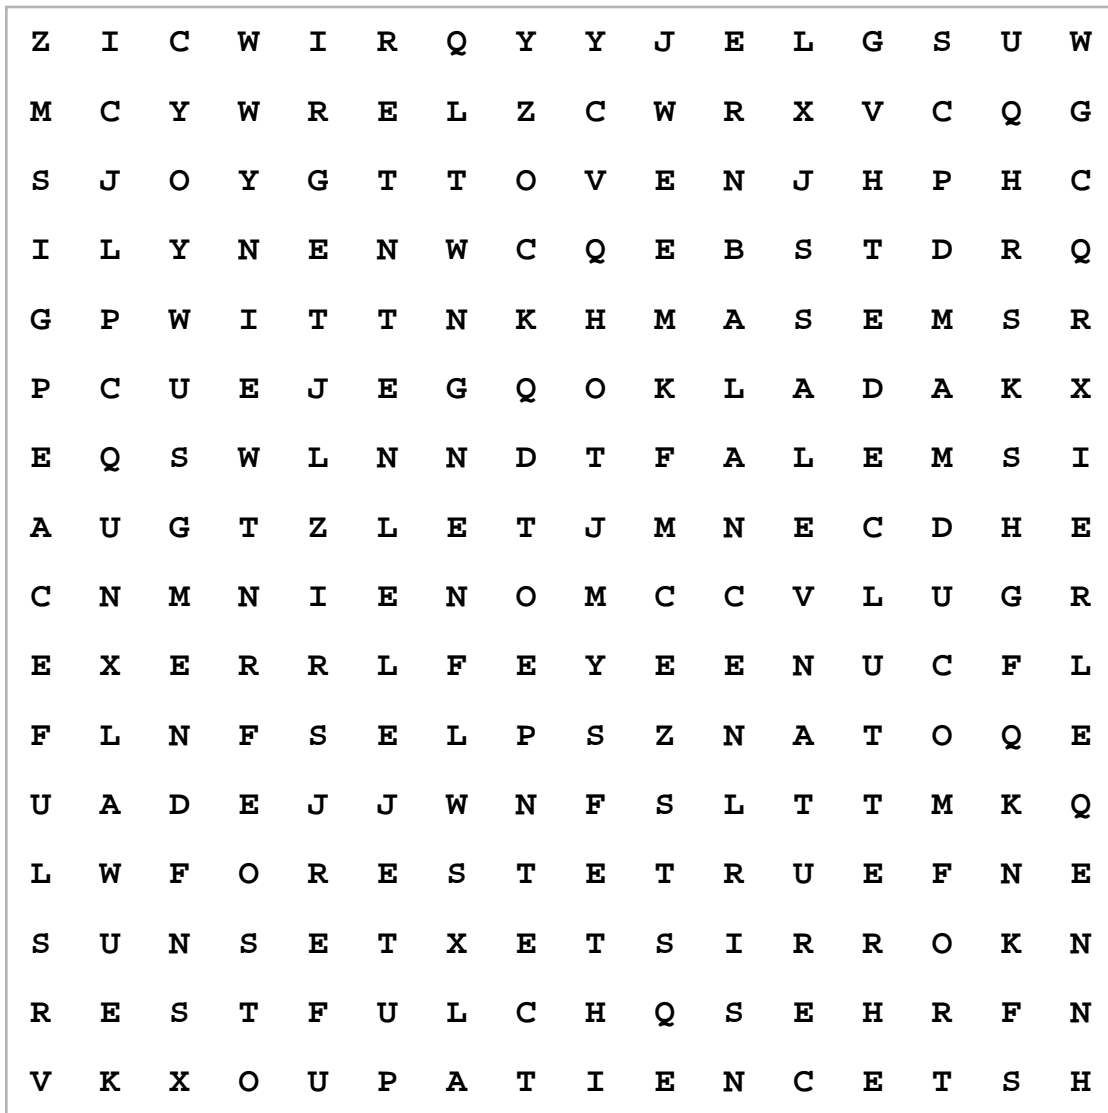 Z I C W I R Q Y Y J E L G S U W
M C Y W R E L Z C W R X V C Q G
S J O Y G T T O V E N J H P H C
I L Y N E N W C Q E B S T D R Q
G P W I T T N K H M A S E M S R
P C U E J E G Q O K L A D A K X
E Q S W L N N D T F A L E M S I
A U G T Z L E T J M N E C D H E
C N M N I E N O M C C V L U G R
E X E R R L F E Y E E N U C F L
F L N F S E L P S Z N A T O Q E
U A D E J J W N F S L T T M K Q
L W F O R E S T E T R U E F N E
S U N S E T X E T S I R R O K N
R E S T F U L C H Q S E H R F N
V K X O U P A T I E N C E T S H